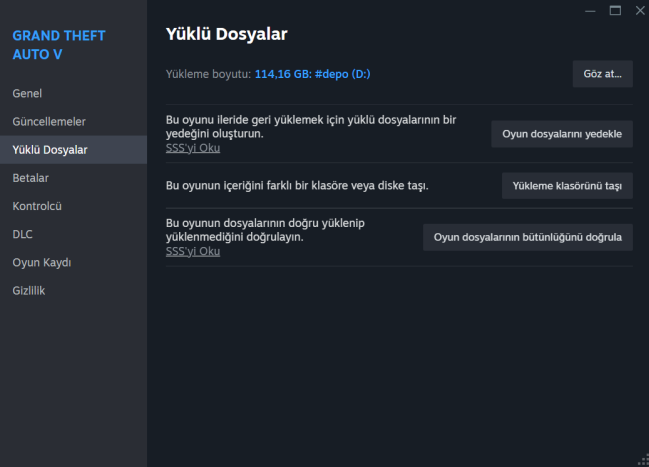 GRAND THEFT
AUTO V
Genel
Güncellemeler
Yüklü Dosyalar
Betalar
Kontrolcü
DLC
Oyun Kaydı
Gizlilik
Yüklü Dosyalar
Yükleme boyutu: 114,16 GB: #depo (D:)
Göz at...
Bu oyunu ileride geri yüklemek için yüklü dosyalarının bir
yedeğini oluşturun.
SSS'yi Oku
Oyun dosyalarını yedekle
Bu oyunun içeriğini farklı bir klasöre veya diske taşı.
Yükleme klasörünü taşı
Bu oyunun dosyalarının doğru yüklenip
yüklenmediğini doğrulayın.
SSS'yi Oku
Oyun dosyalarının bütünlüğünü doğrula